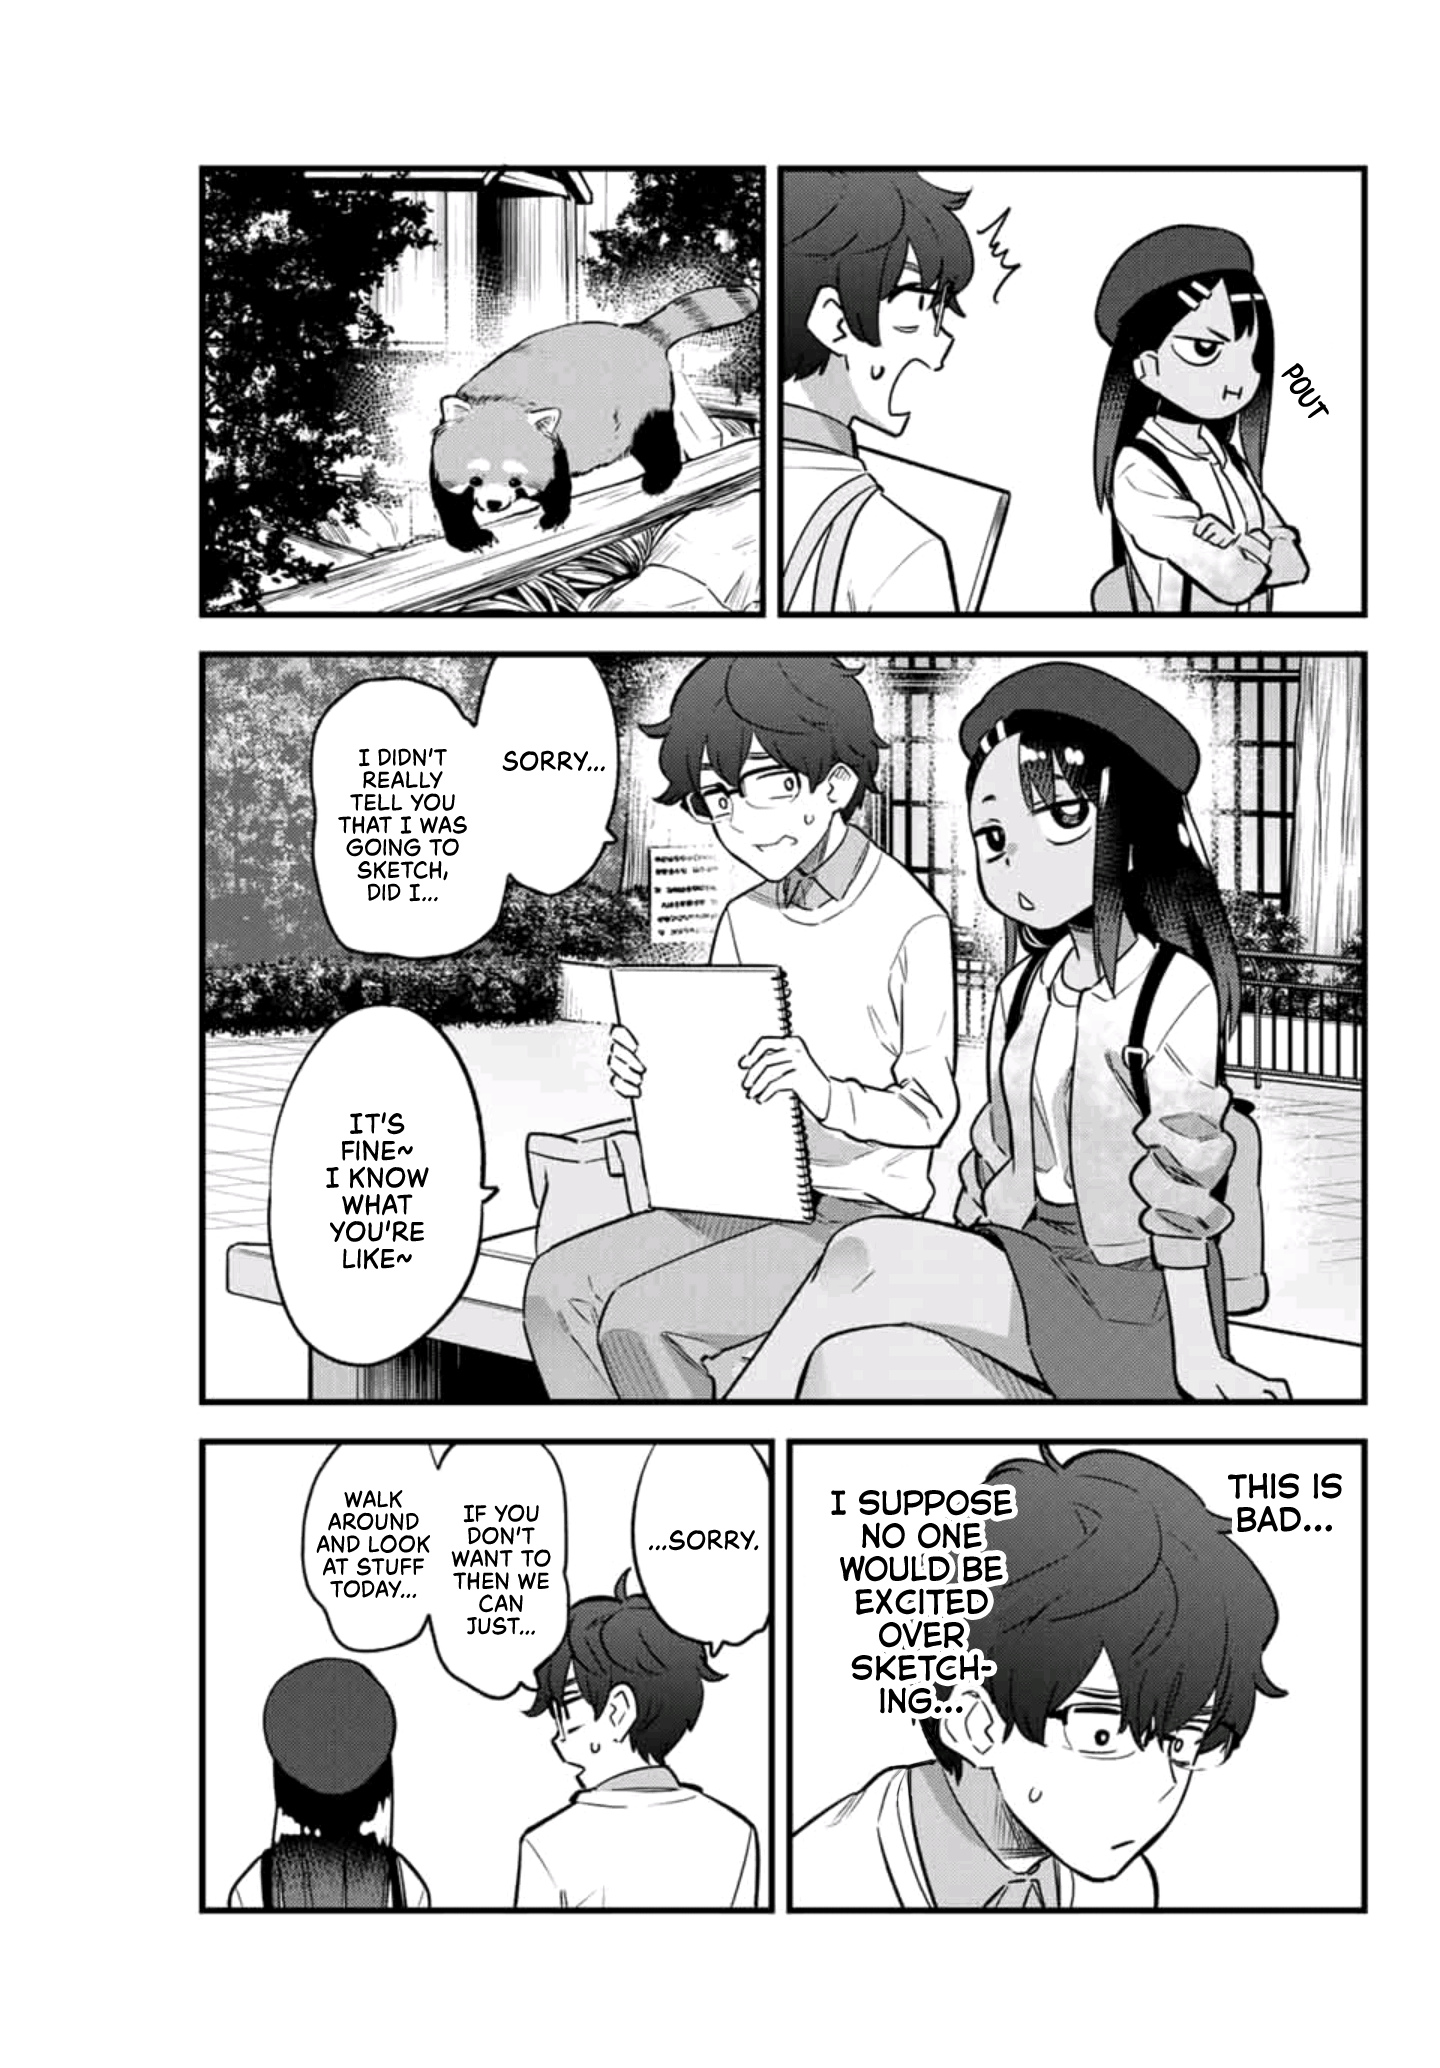 POUT
SORRY...
I DIDN'T
REALLY
TELL YOU
THAT I WAS
GOING TO
SKETCH,
DID I...
IT'S
FINE~
I KNOW
WHAT
YOU'RE
LIKE~
THIS IS
BAD...
I SUPPOSE
NO ONE
WOULD BE
EXCITED
OVER
SKETCH-
ING...
...SORRY.
IF YOU
DON'T
WANT TO
THEN WE
CAN
JUST...
WALK
AROUND
AND LOOK
AT STUFF
TODAY...